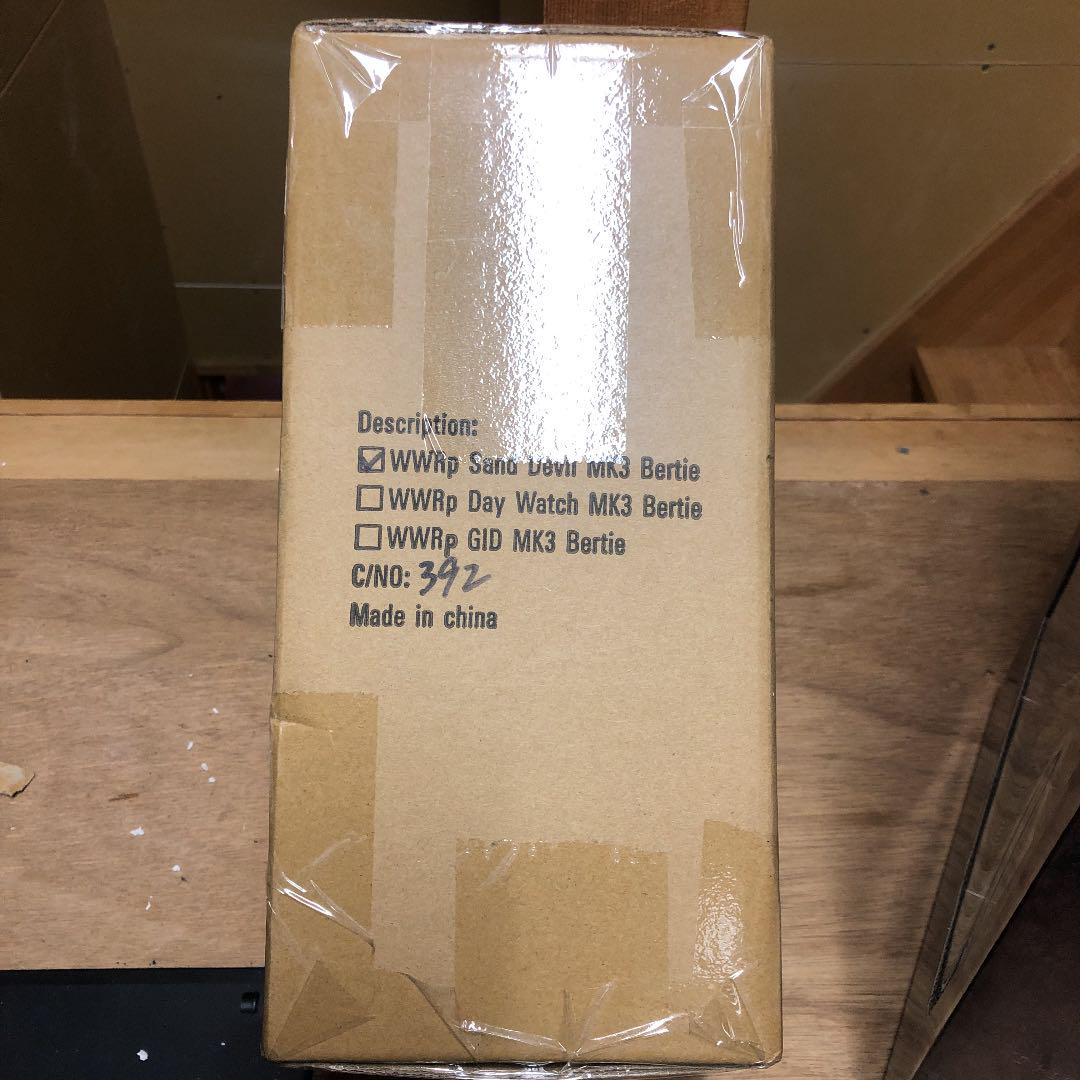 Description:
☑WWRp Sand Devil MK3 Bertie
☐WWRp Day Watch MK3 Bertie
☐WWRp GID MK3 Bertie
C/NO: 392
Made in china